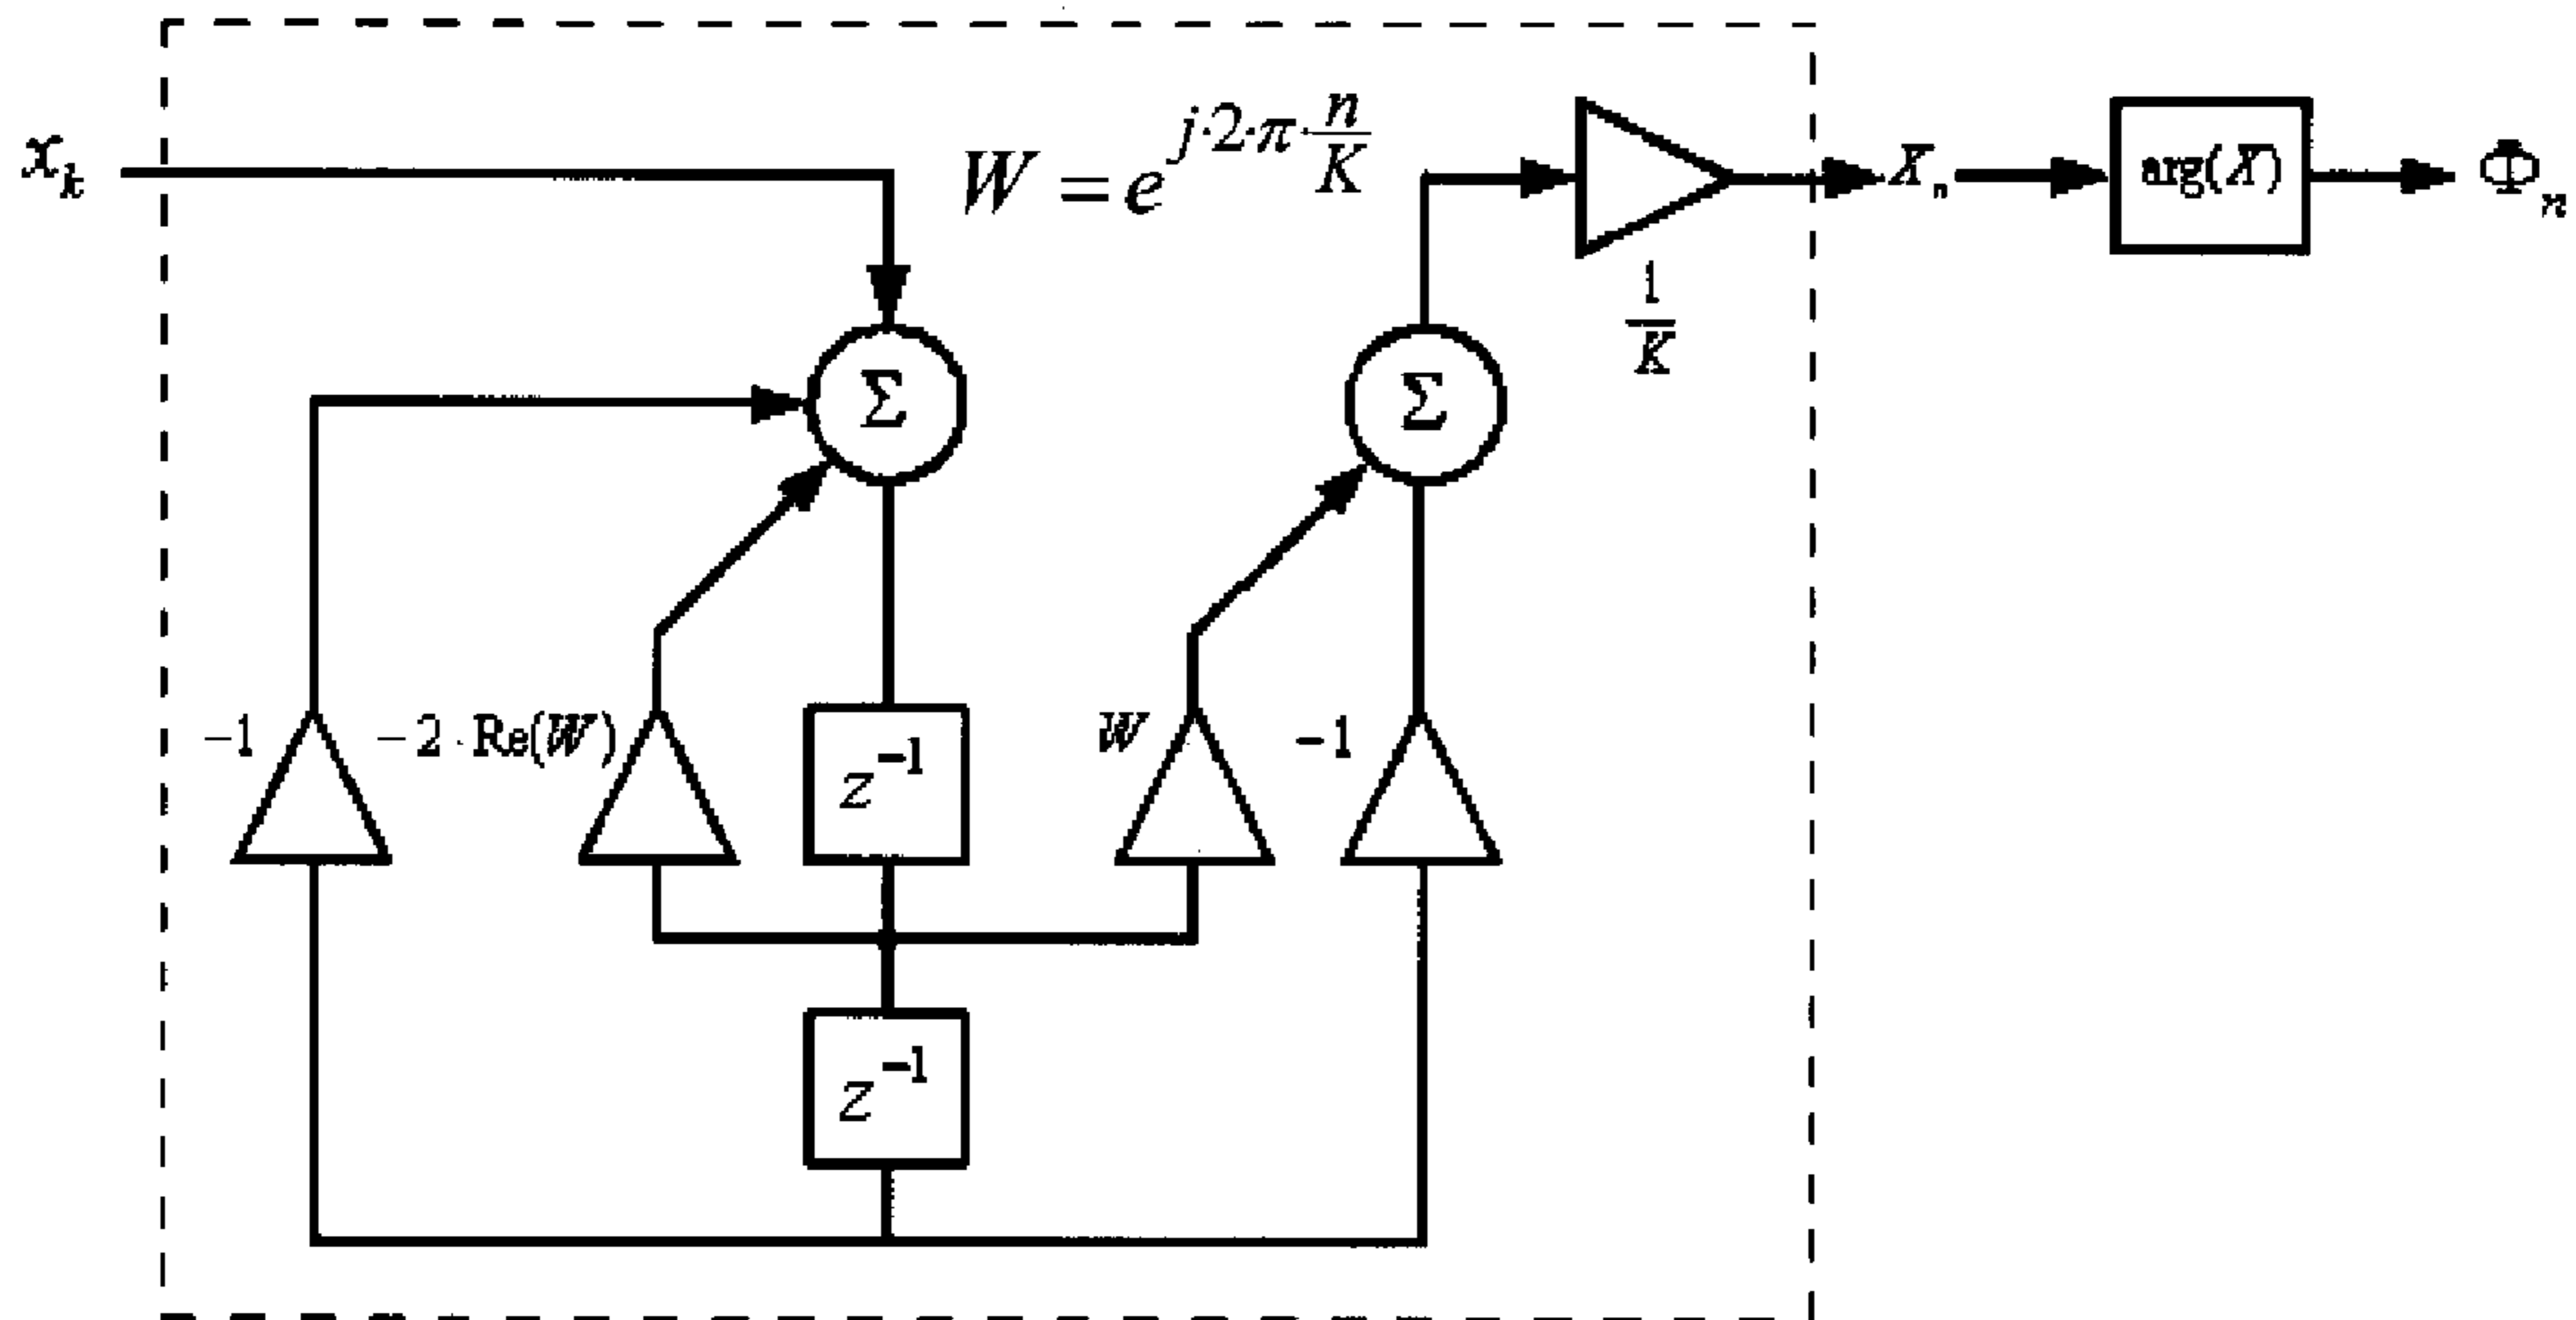 x_k
W = e^{j·2·π·n/K}
X_n
arg(X)
Φ_n
1/K
Σ
Σ
−1
−2 · Re(W)
z^{−1}
W
−1
z^{−1}